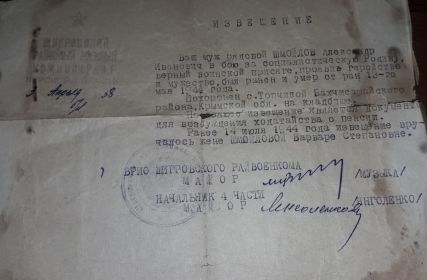 ИЗВЕЩЕНИЕ
Ваш муж рядовой ШМОЙЛОВ Александр
Иванович в бою за социалистическую Родину,
верный воинской присяге, проявив геройство
и мужество, был ранен и умер от ран 13-го
мая 1944 года.
Похоронен с. Бахчисарайского
района, Крымской обл. на кладбище.
Настоящее извещение является документом
для возбуждения ходатайства о пенсии.
Ранее 14 июля 1944 года извещение вру-
чалось жене ШМОЙЛОВОЙ Варваре Степановне.
ВРИО МИТРОВСКОГО РАЙВОЕНКОМА
МАЙОР /МУЗЫКА/
НАЧАЛЬНИК 4 ЧАСТИ
МАЙОР /ЯНГОЛЕНКО/